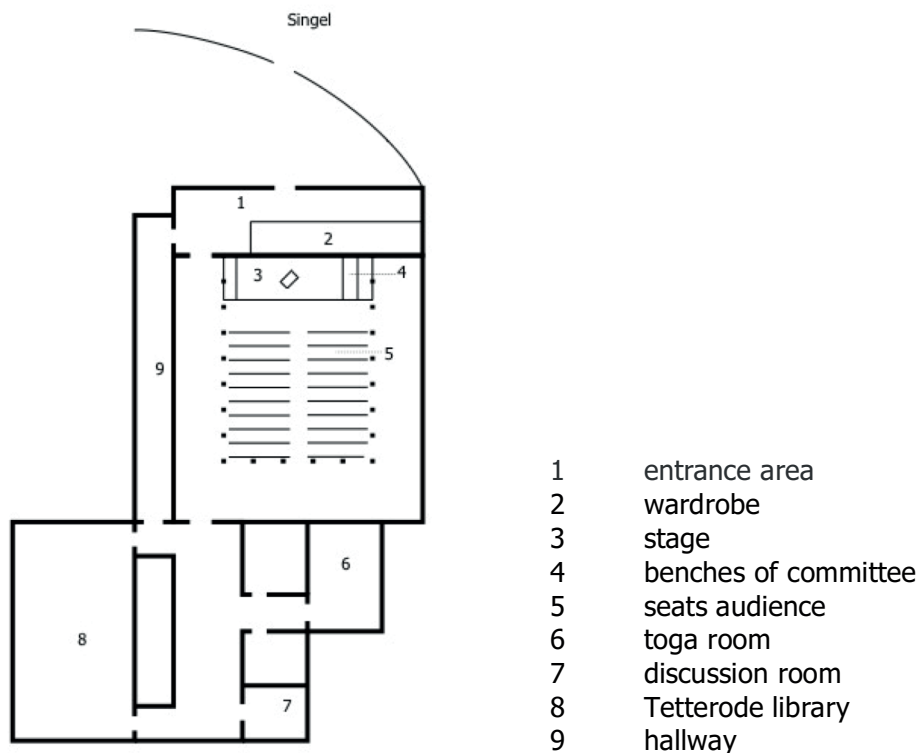 Singel
1
2
3
4
5
9
6
8
7
1 entrance area
2 wardrobe
3 stage
4 benches of committee
5 seats audience
6 toga room
7 discussion room
8 Tetterode library
9 hallway